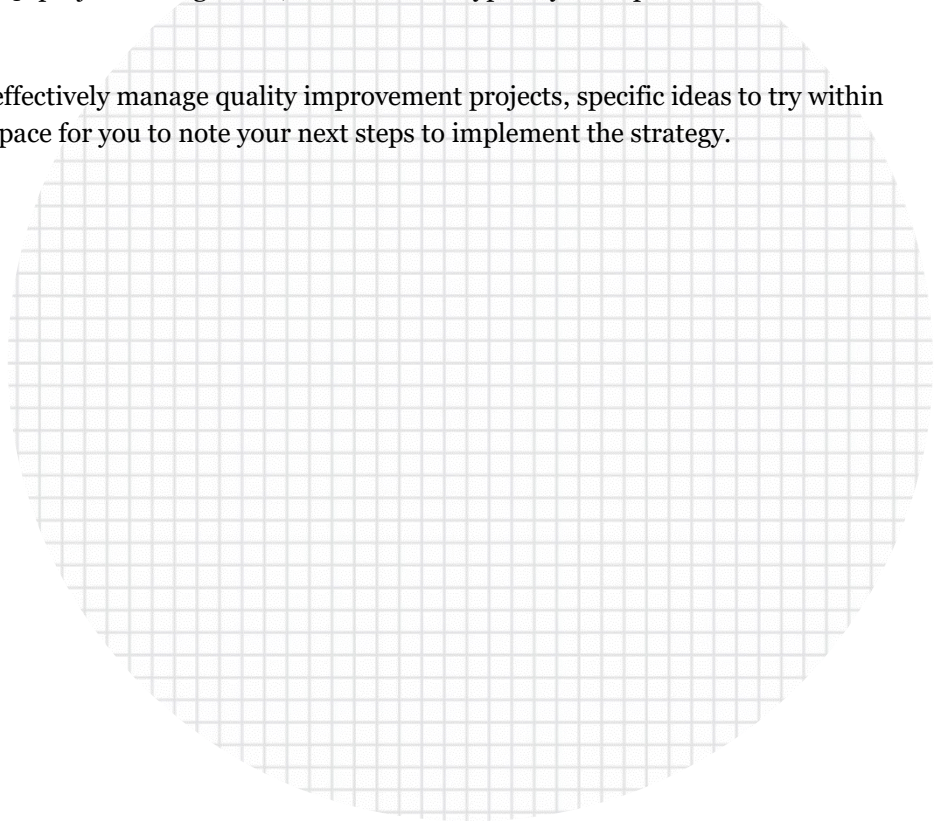 effectively manage quality improvement projects, specific ideas to try within
pace for you to note your next steps to implement the strategy.